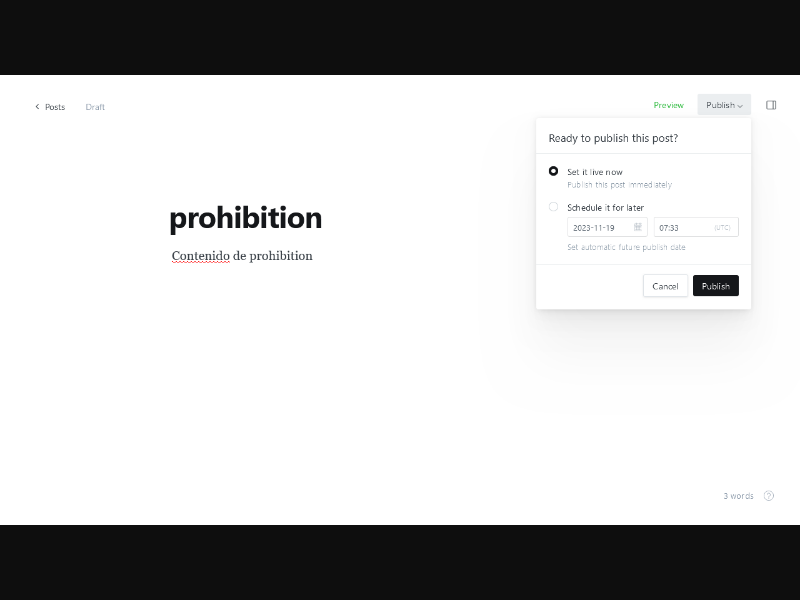 Posts
Draft
Preview
Publish
Ready to publish this post?
Set it live now
Publish this post immediately
Schedule it for later
2023-11-19
07:33
(UTC)
Set automatic future publish date
Cancel
Publish
prohibition
Contenido de prohibition
3 words
?